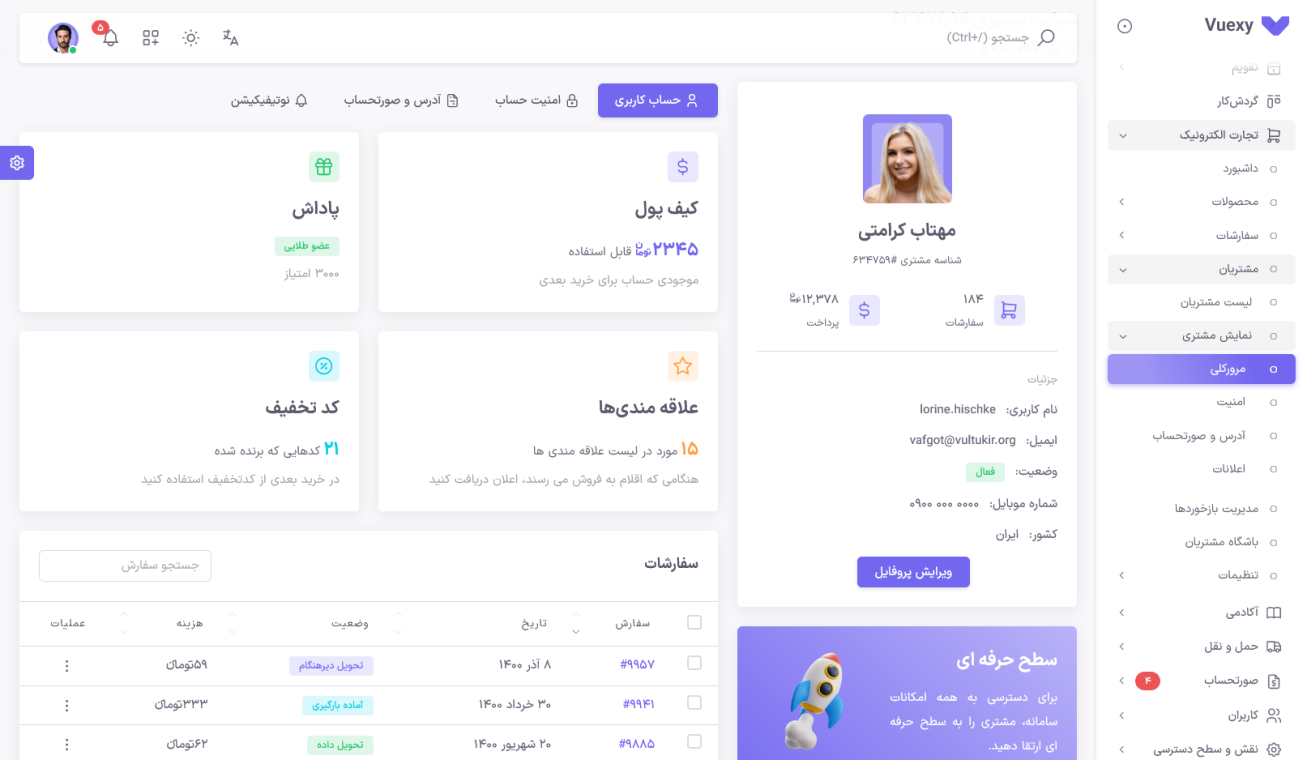 Vuexy
تقویم
گردش‌کار
تجارت الکترونیک
داشبورد
محصولات
سفارشات
مشتریان
لیست مشتریان
نمایش مشتری
مرورکلی
امنیت
آدرس و صورتحساب
اعلانات
مدیریت بازخوردها
باشگاه مشتریان
تنظیمات
آکادمی
حمل و نقل
صورتحساب ۴
کاربران
نقش و سطح دسترسی
جستجو (/+Ctrl)
۵
مهتاب کرامتی
شناسه مشتری #۶۳۴۷۵۹
۱۸۴
سفارشات
۱۲,۳۷۸ تومان
پرداخت
جزئیات
نام کاربری: lorine.hischke
ایمیل: vafgot@vultukir.org
وضعیت: فعال
شماره موبایل: ۰۹۰۰ ۰۰۰ ۰۰۰۰
کشور: ایران
ویرایش پروفایل
سطح حرفه ای
برای دسترسی به همه امکانات
سامانه، مشتری را به سطح حرفه
ای ارتقا دهید.
حساب کاربری
امنیت حساب
آدرس و صورتحساب
نوتیفیکیشن
کیف پول
۲۳۴۵ تومان قابل استفاده
موجودی حساب برای خرید بعدی
پاداش
عضو طلایی
۳۰۰۰ امتیاز
علاقه مندی‌ها
۱۵ مورد در لیست علاقه مندی ها
هنگامی که اقلام به فروش می رسند، اعلان دریافت کنید
کد تخفیف
۲۱ کدهایی که برنده شده
در خرید بعدی از کدتخفیف استفاده کنید
سفارشات
جستجو سفارش
سفارش تاریخ وضعیت هزینه عملیات
#۹۹۵۷ ۸ آذر ۱۴۰۰ تحویل دیرهنگام ۵۹تومانءُ
#۹۹۴۱ ۳۰ خرداد ۱۴۰۰ آماده بارگیری ۳۳۳تومان
#۹۸۸۵ ۲۰ شهریور ۱۴۰۰ تحویل داده ۶۲تومان